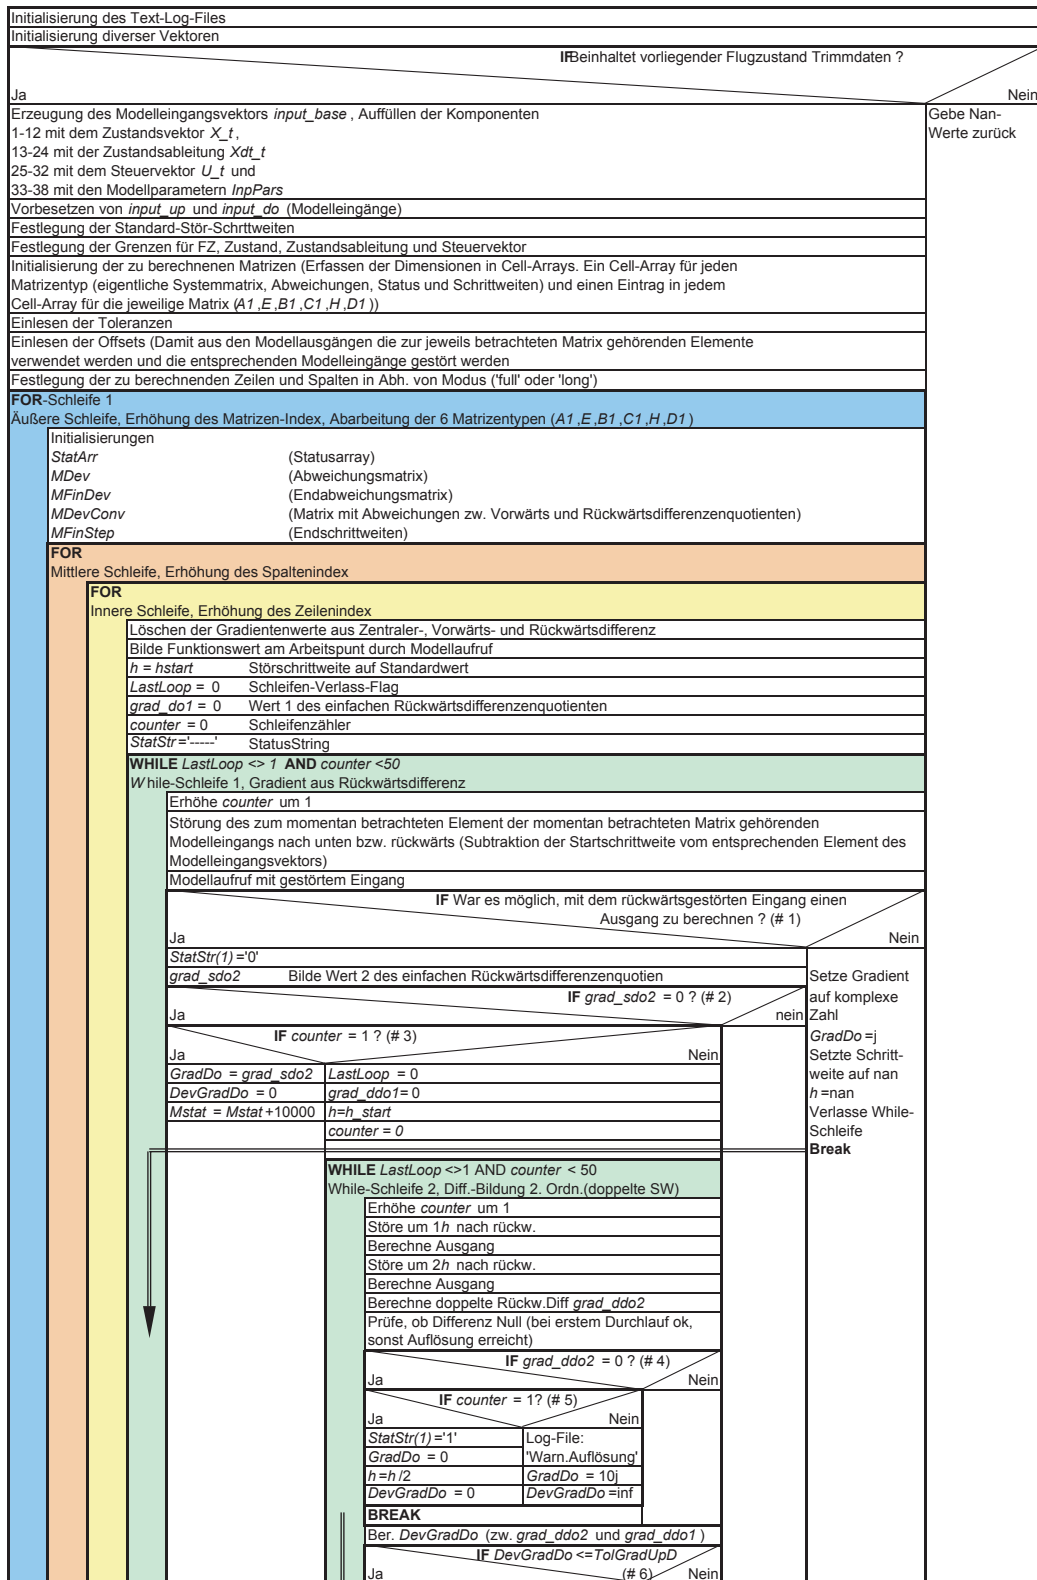 Initialisierung des Text-Log-Files
Initialisierung diverser Vektoren
IF Beinhaltet vorliegender Flugzustand Trimmdaten ?
Ja
Nein
Erzeugung des Modelleingangsvektors input_base , Auffüllen der Komponenten
1-12 mit dem Zustandsvektor X_t ,
13-24 mit der Zustandsableitung Xdt_t
25-32 mit dem Steuervektor U_t und
33-38 mit den Modellparametern InpPars
Gebe Nan-
Werte zurück
Vorbesetzen von input_up und input_do (Modelleingänge)
Festlegung der Standard-Stör-Schrttweiten
Festlegung der Grenzen für FZ, Zustand, Zustandsableitung und Steuervektor
Initialisierung der zu berechnenen Matrizen (Erfassen der Dimensionen in Cell-Arrays. Ein Cell-Array für jeden
Matrizentyp (eigentliche Systemmatrix, Abweichungen, Status und Schrittweiten) und einen Eintrag in jedem
Cell-Array für die jeweilige Matrix (A1 ,E ,B1 ,C1 ,H ,D1 ))
Einlesen der Toleranzen
Einlesen der Offsets (Damit aus den Modellausgängen die zur jeweils betrachteten Matrix gehörenden Elemente
verwendet werden und die entsprechenden Modelleingänge gestört werden
Festlegung der zu berechnenden Zeilen und Spalten in Abh. von Modus ('full' oder 'long')
FOR-Schleife 1
Äußere Schleife, Erhöhung des Matrizen-Index, Abarbeitung der 6 Matrizentypen (A1 ,E ,B1 ,C1 ,H ,D1 )
Initialisierungen
StatArr (Statusarray)
MDev (Abweichungsmatrix)
MFinDev (Endabweichungsmatrix)
MDevConv (Matrix mit Abweichungen zw. Vorwärts und Rückwärtsdifferenzenquotienten)
MFinStep (Endschrittweiten)
FOR
Mittlere Schleife, Erhöhung des Spaltenindex
FOR
Innere Schleife, Erhöhung des Zeilenindex
Löschen der Gradientenwerte aus Zentraler-, Vorwärts- und Rückwärtsdifferenz
Bilde Funktionswert am Arbeitspunt durch Modellaufruf
h = hstart Störschrittweite auf Standardwert
LastLoop = 0 Schleifen-Verlass-Flag
grad_do1 = 0 Wert 1 des einfachen Rückwärtsdifferenzenquotienten
counter = 0 Schleifenzähler
StatStr ='-----' StatusString
WHILE LastLoop <> 1 AND counter <50
While-Schleife 1, Gradient aus Rückwärtsdifferenz
Erhöhe counter um 1
Störung des zum momentan betrachteten Element der momentan betrachteten Matrix gehörenden
Modelleingangs nach unten bzw. rückwärts (Subtraktion der Startschrittweite vom entsprechenden Element des
Modelleingangsvektors)
Modellaufruf mit gestörtem Eingang
IF War es möglich, mit dem rückwärtsgestörten Eingang einen
Ausgang zu berechnen ? (# 1)
Ja
Nein
StatStr(1) ='0'
grad_sdo2 Bilde Wert 2 des einfachen Rückwärtsdifferenzenquotien
Setze Gradient
auf komplexe
Zahl
GradDo =j
Setzte Schritt-
weite auf nan
h =nan
Verlasse While-
Schleife
Break
IF grad_sdo2 = 0 ? (# 2)
Ja
nein
IF counter = 1 ? (# 3)
Ja
Nein
GradDo = grad_sdo2
DevGradDo = 0
Mstat = Mstat +10000
LastLoop = 0
grad_ddo1= 0
h=h_start
counter = 0
WHILE LastLoop <>1 AND counter < 50
While-Schleife 2, Diff.-Bildung 2. Ordn.(doppelte SW)
Erhöhe counter um 1
Störe um 1h nach rückw.
Berechne Ausgang
Störe um 2h nach rückw.
Berechne Ausgang
Berechne doppelte Rückw.Diff grad_ddo2
Prüfe, ob Differenz Null (bei erstem Durchlauf ok,
sonst Auflösung erreicht)
IF grad_ddo2 = 0 ? (# 4)
Ja
Nein
IF counter = 1? (# 5)
Ja
Nein
StatStr(1) ='1'
GradDo = 0
h =h /2
DevGradDo = 0
Log-File:
'Warn.Auflösung'
GradDo = 10j
DevGradDo =inf
BREAK
Ber. DevGradDo (zw. grad_ddo2 und grad_ddo1 )
IF DevGradDo <=TolGradUpD
(# 6)
Ja
Nein